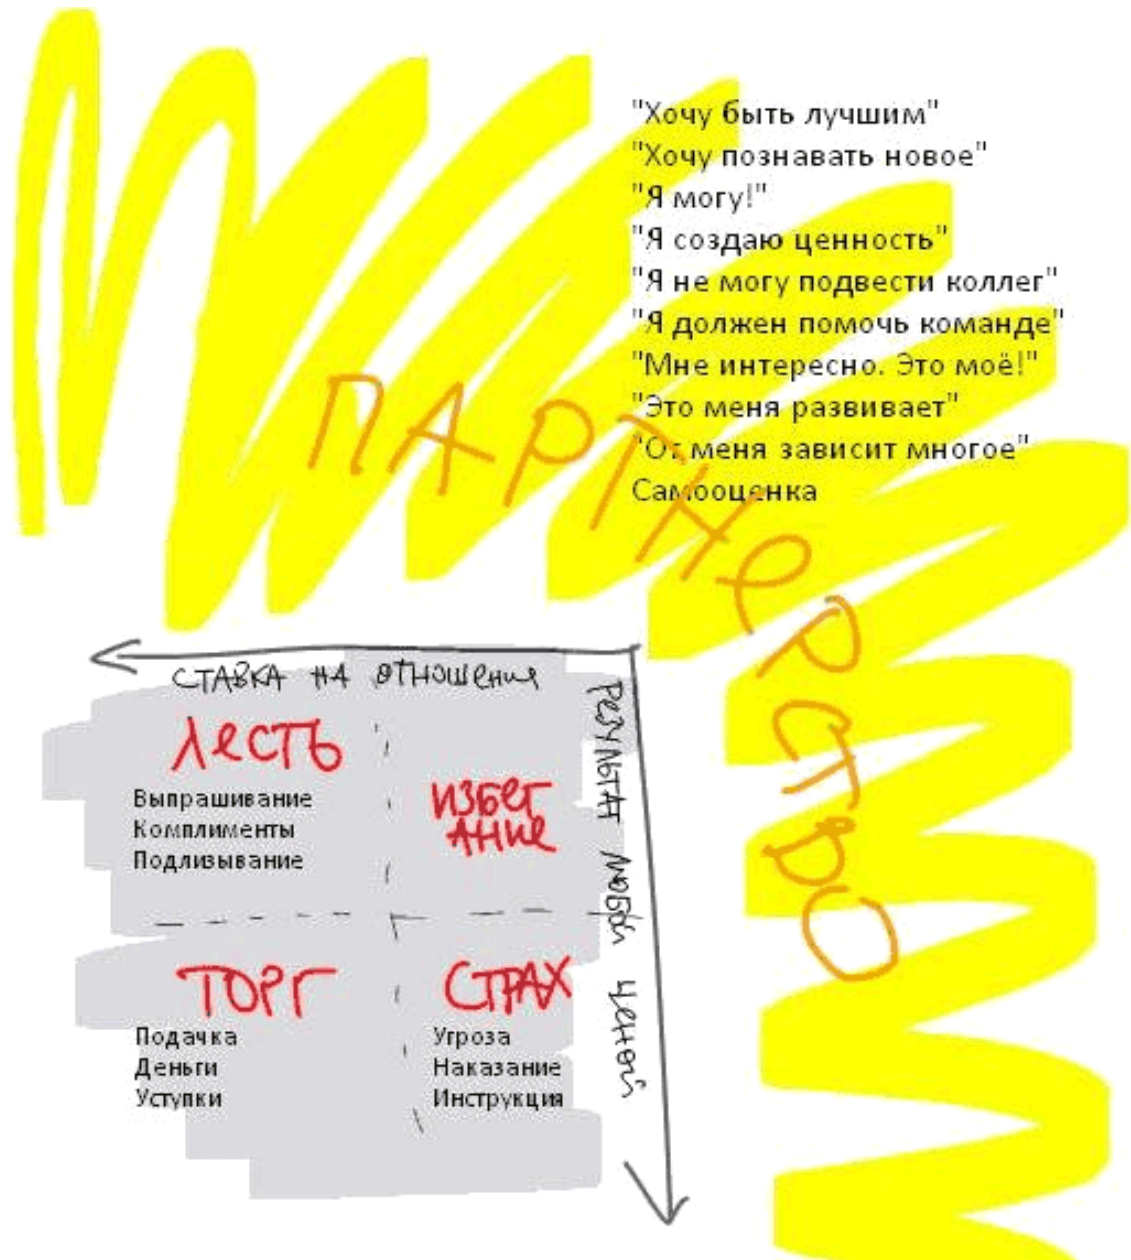 "Хочу быть лучшим"
"Хочу познавать новое"
"Я могу!"
"Я создаю ценность"
"Я не могу подвести коллег"
"Я должен помочь команде"
"Мне интересно. Это моё!"
"Это меня развивает"
"От меня зависит многое"
Самооценка
ПАРТНеРСТВО
СТАВКА НА ОТНОШЕНИЯ
РЕЗУЛЬТАТ ЛЮБОЙ ЦЕНОЙ
ЛеСТЬ
Выпрашивание
Комплименты
Подлизывание
ИЗБЕГ
АНИЕ
ТОРГ
Подачка
Деньги
Уступки
СТРАХ
Угроза
Наказание
Инструкция